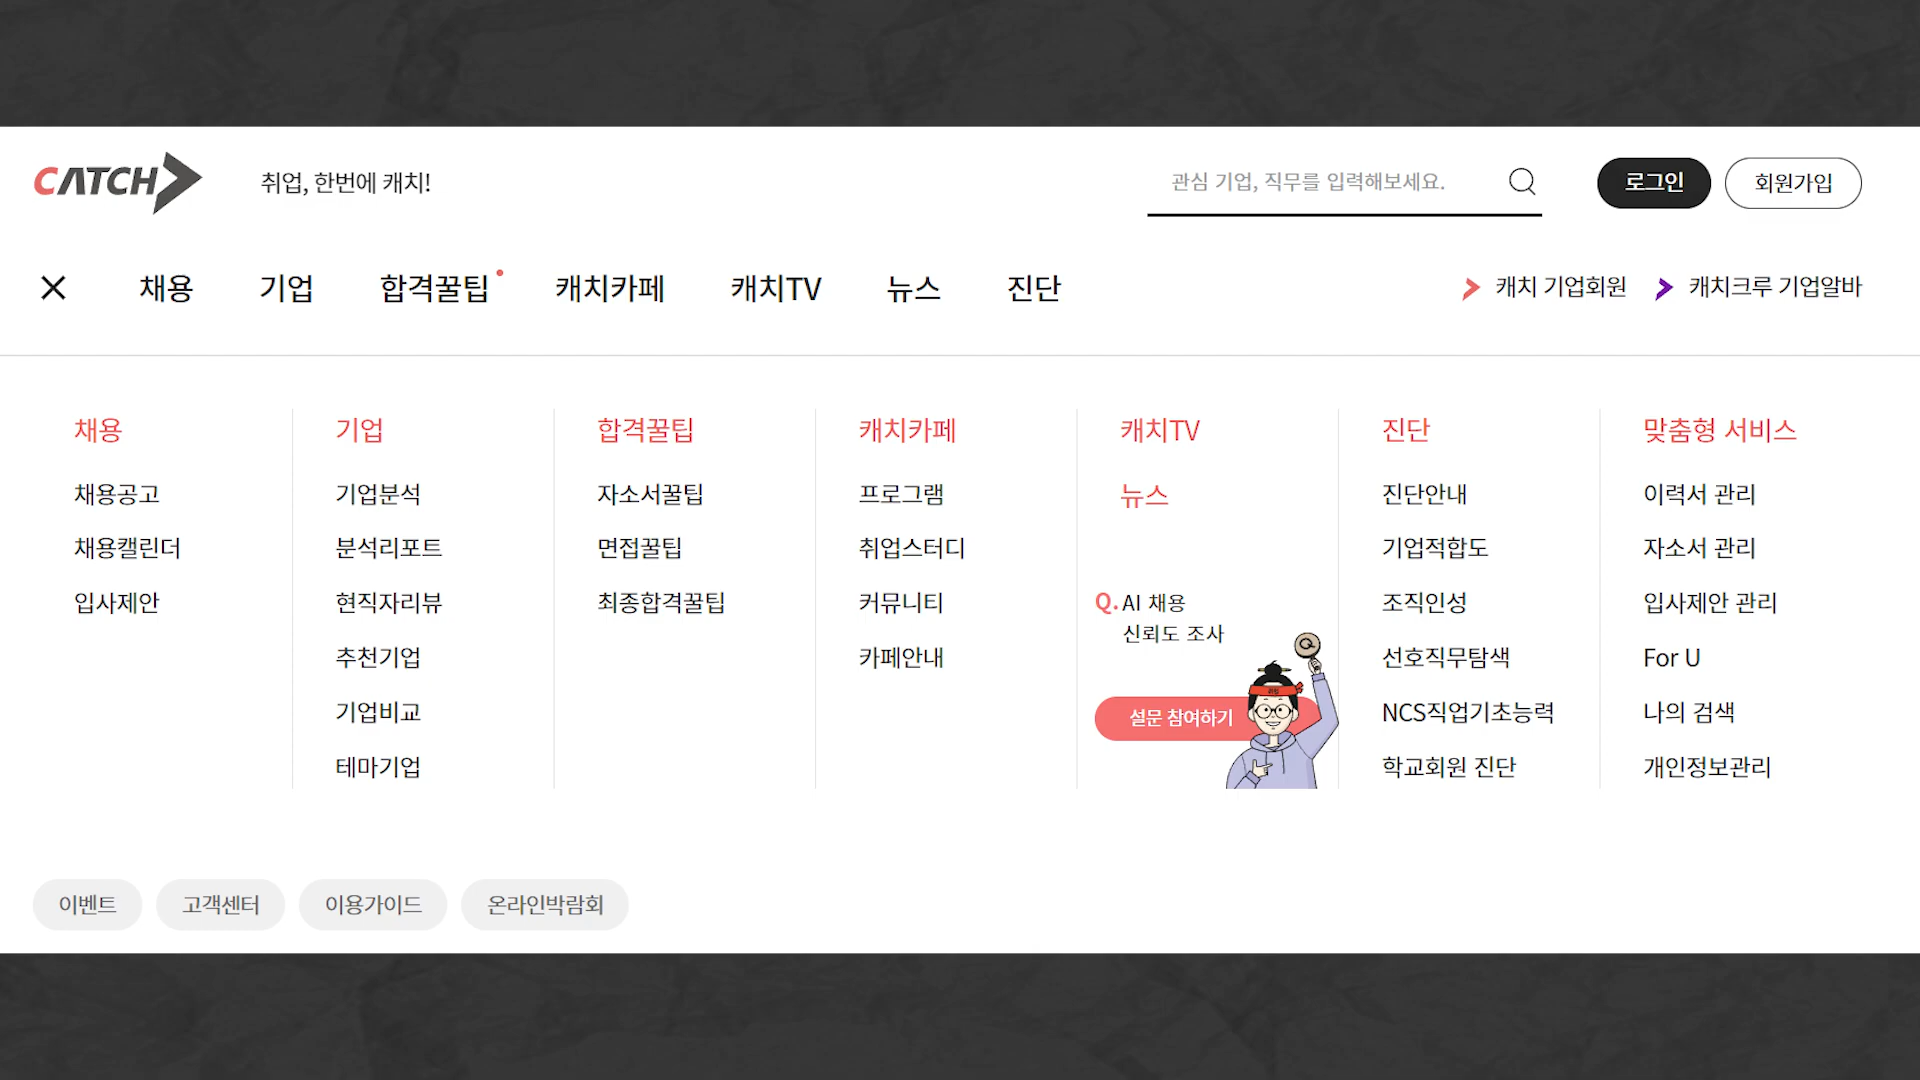 CATCH
취업, 한번에 캐치!
관심 기업, 직무를 입력해보세요.
로그인
회원가입
채용
기업
합격꿀팁
캐치카페
캐치TV
뉴스
진단
캐치 기업회원
캐치크루 기업알바
채용
채용공고
채용캘린더
입사제안
기업
기업분석
분석리포트
현직자리뷰
추천기업
기업비교
테마기업
합격꿀팁
자소서꿀팁
면접꿀팁
최종합격꿀팁
캐치카페
프로그램
취업스터디
커뮤니티
카페안내
캐치TV
뉴스
Q. AI 채용
신뢰도 조사
설문 참여하기
진단
진단안내
기업적합도
조직인성
선호직무탐색
NCS직업기초능력
학교회원 진단
맞춤형 서비스
이력서 관리
자소서 관리
입사제안 관리
For U
나의 검색
개인정보관리
이벤트
고객센터
이용가이드
온라인박람회